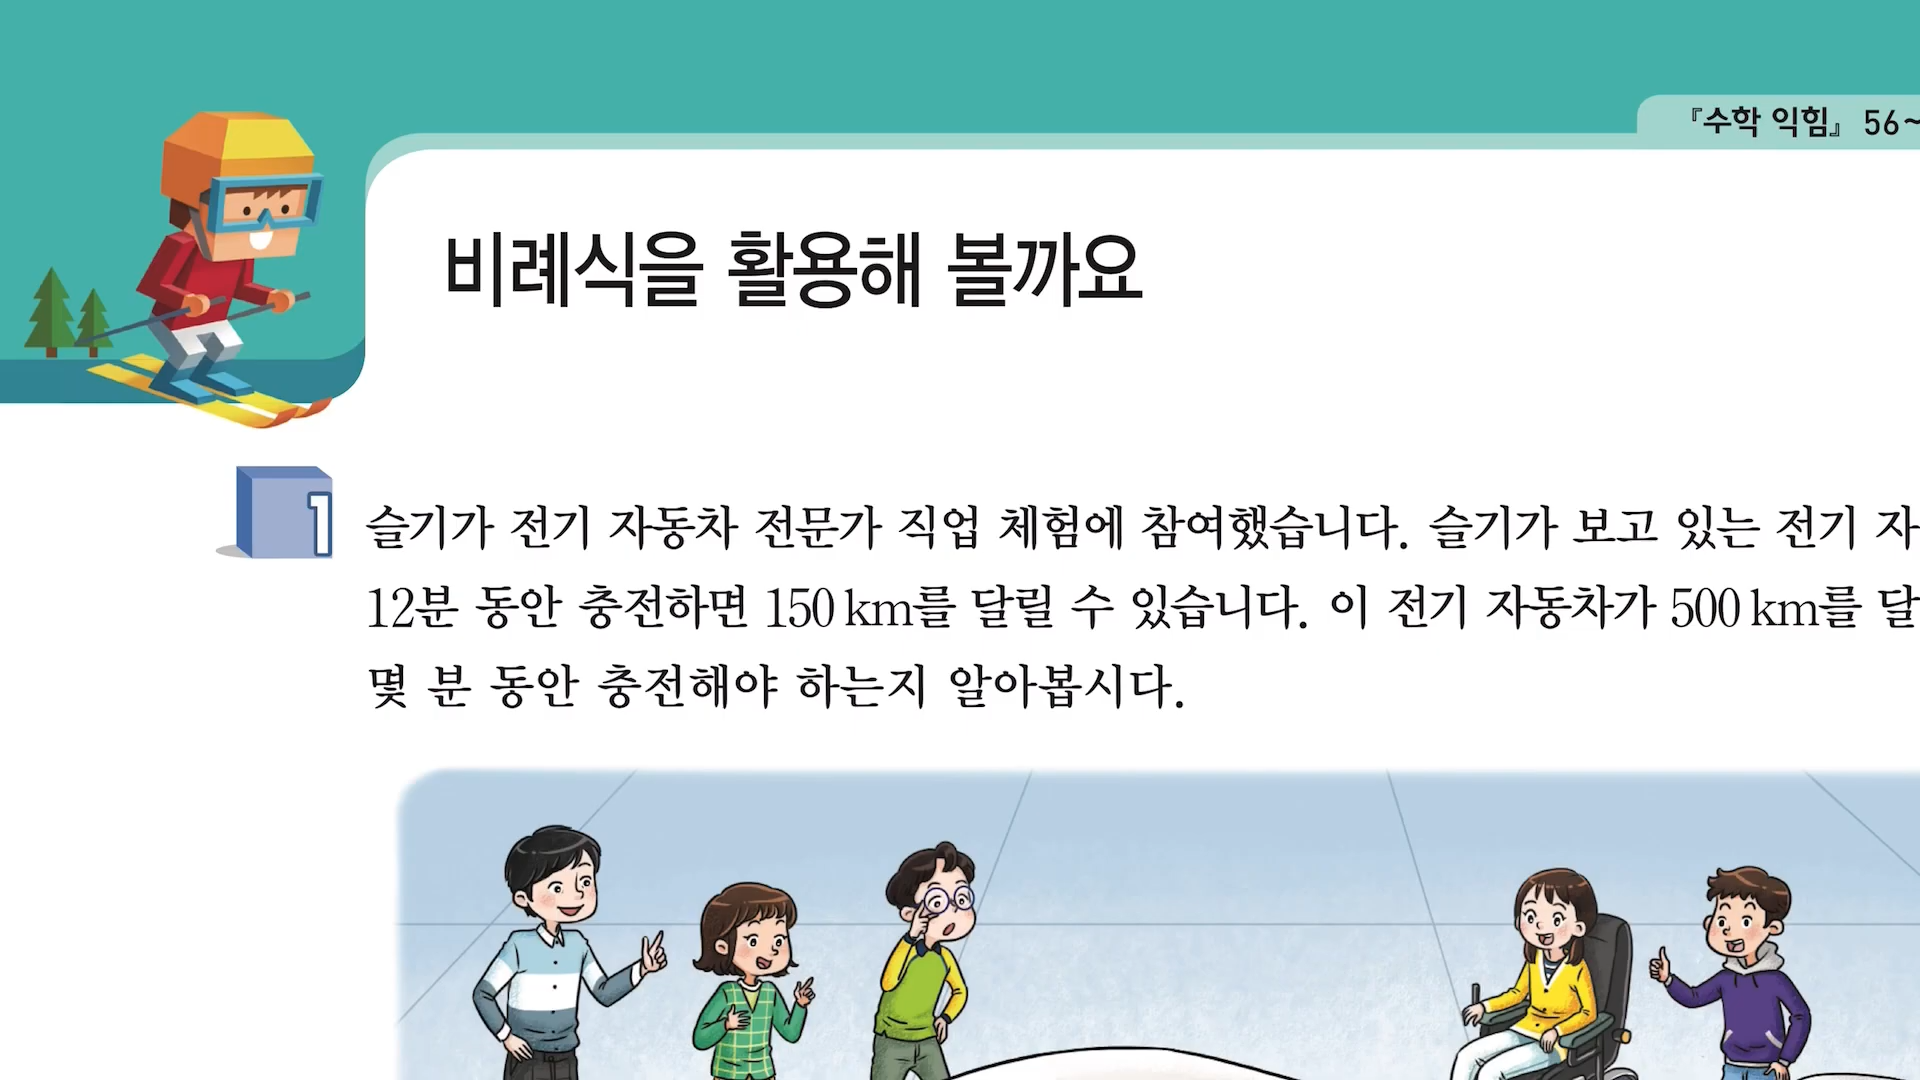 『수학 익힘』 56~
비례식을 활용해 볼까요
1
슬기가 전기 자동차 전문가 직업 체험에 참여했습니다. 슬기가 보고 있는 전기 자
12분 동안 충전하면 150 km를 달릴 수 있습니다. 이 전기 자동차가 500 km를 달
몇 분 동안 충전해야 하는지 알아봅시다.